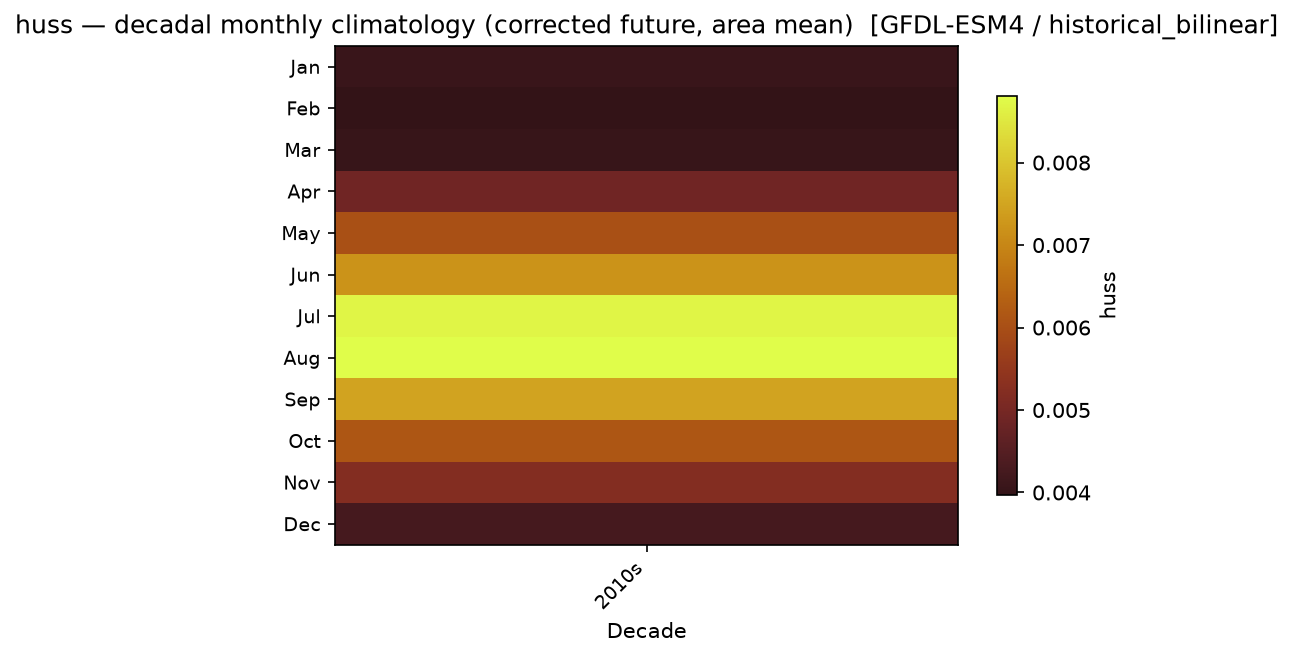 huss — decadal monthly climatology (corrected future, area mean)  [GFDL-ESM4 / historical_bilinear]
Jan
Feb
Mar
Apr
May
Jun
Jul
Aug
Sep
Oct
Nov
Dec
2010s
Decade
0.008
0.007
0.006
0.005
0.004
huss